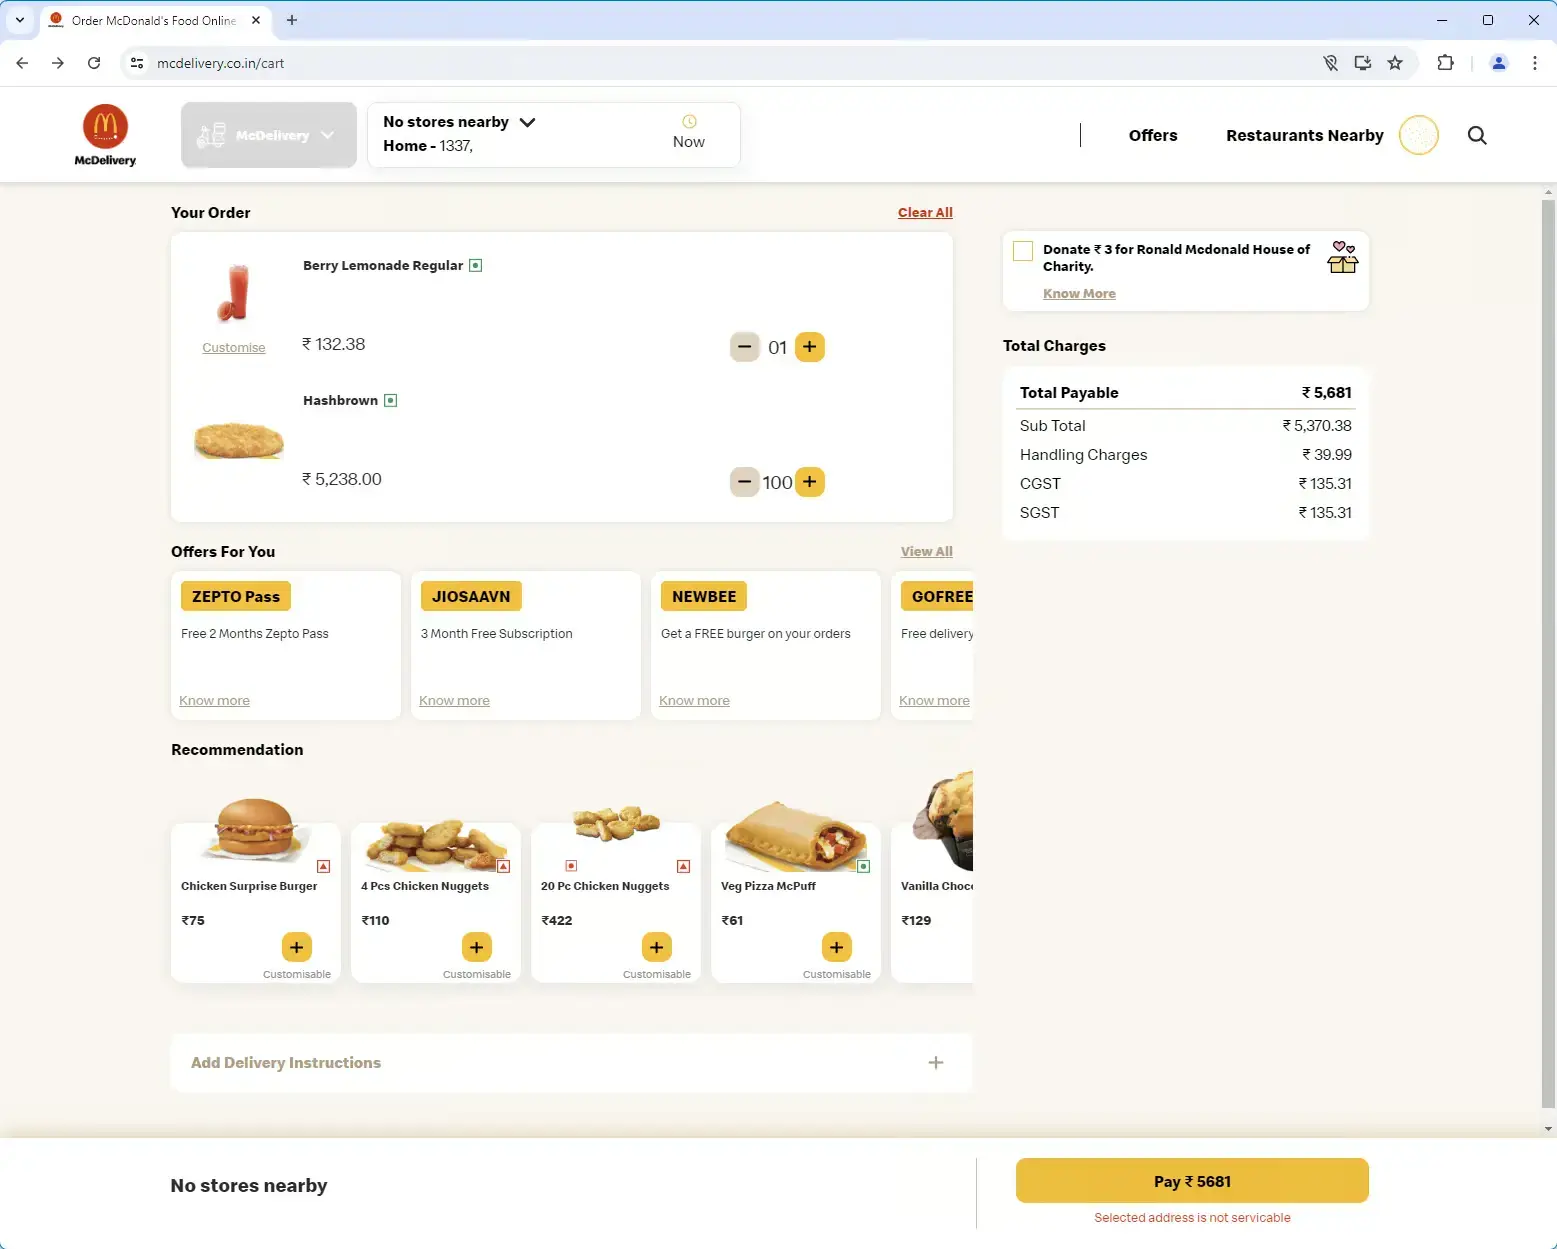 Order McDonald's Food Online
mcdelivery.co.in/cart
McDelivery
McDelivery
No stores nearby
Home - 1337,
Now
Offers
Restaurants Nearby
Your Order
Clear All
Berry Lemonade Regular
Customise
₹ 132.38
01
Hashbrown
₹ 5,238.00
100
Donate ₹ 3 for Ronald Mcdonald House of
Charity.
Know More
Total Charges
Total Payable ₹ 5,681
Sub Total ₹ 5,370.38
Handling Charges ₹ 39.99
CGST ₹ 135.31
SGST ₹ 135.31
Offers For You
View All
ZEPTO Pass
Free 2 Months Zepto Pass
Know more
JIOSAAVN
3 Month Free Subscription
Know more
NEWBEE
Get a FREE burger on your orders
Know more
GOFREE
Free delivery
Know more
Recommendation
Chicken Surprise Burger
₹75
Customisable
4 Pcs Chicken Nuggets
₹110
Customisable
20 Pc Chicken Nuggets
₹422
Customisable
Veg Pizza McPuff
₹61
Customisable
Vanilla Choco
₹129
Add Delivery Instructions
No stores nearby
Pay ₹ 5681
Selected address is not servicable